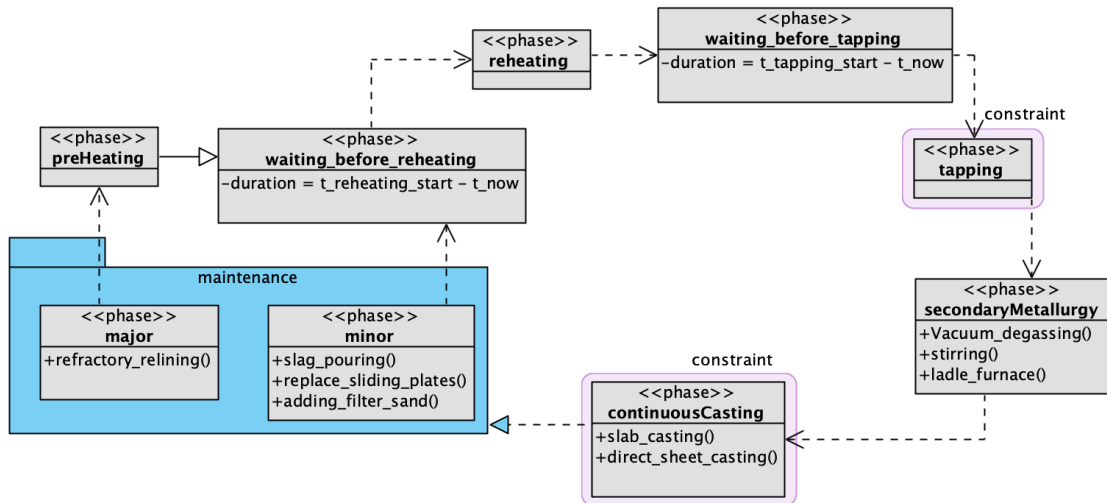 <<phase>>
waiting_before_tapping
−duration = t_tapping_start − t_now
<<phase>>
reheating
constraint
<<phase>>
tapping
<<phase>>
preHeating
<<phase>>
waiting_before_reheating
−duration = t_reheating_start − t_now
maintenance
<<phase>>
major
+refractory_relining()
<<phase>>
minor
+slag_pouring()
+replace_sliding_plates()
+adding_filter_sand()
<<phase>>
secondaryMetallurgy
+Vacuum_degassing()
+stirring()
+ladle_furnace()
constraint
<<phase>>
continuousCasting
+slab_casting()
+direct_sheet_casting()